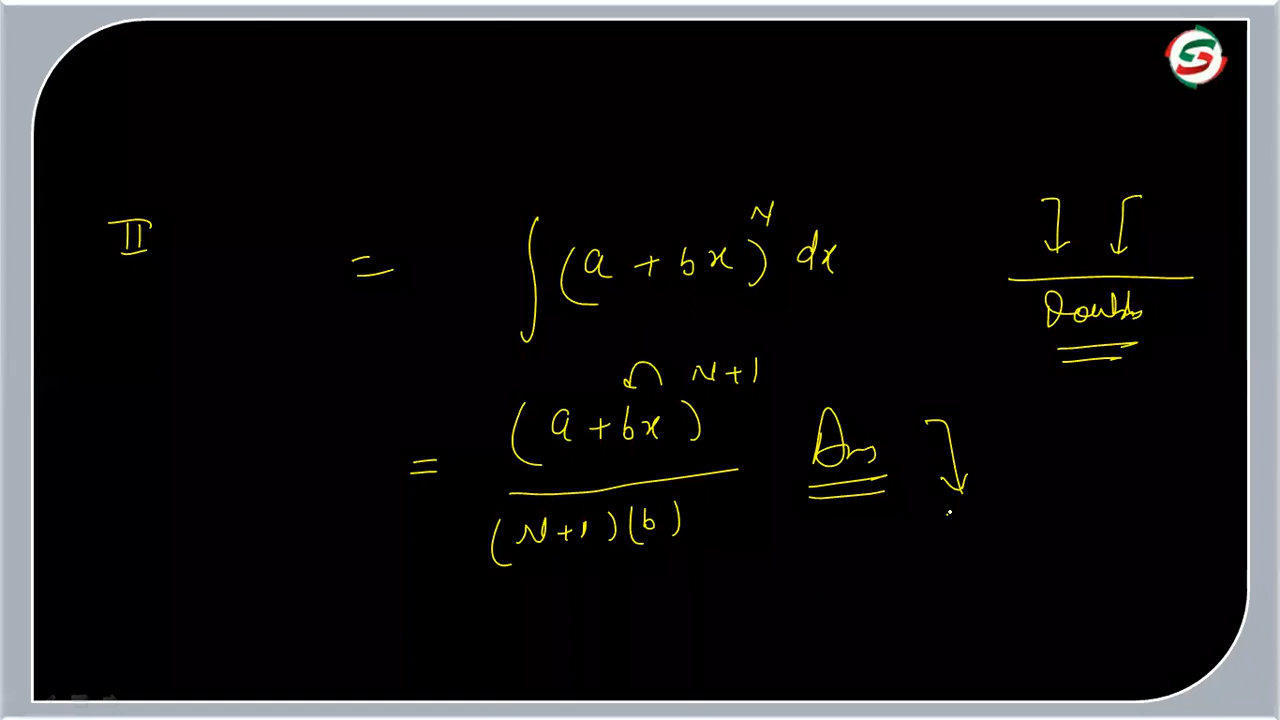 II = ∫(a + bx)^N dx
Doubts
= (a + bx)^N+1 / (N+1)(b) Ans